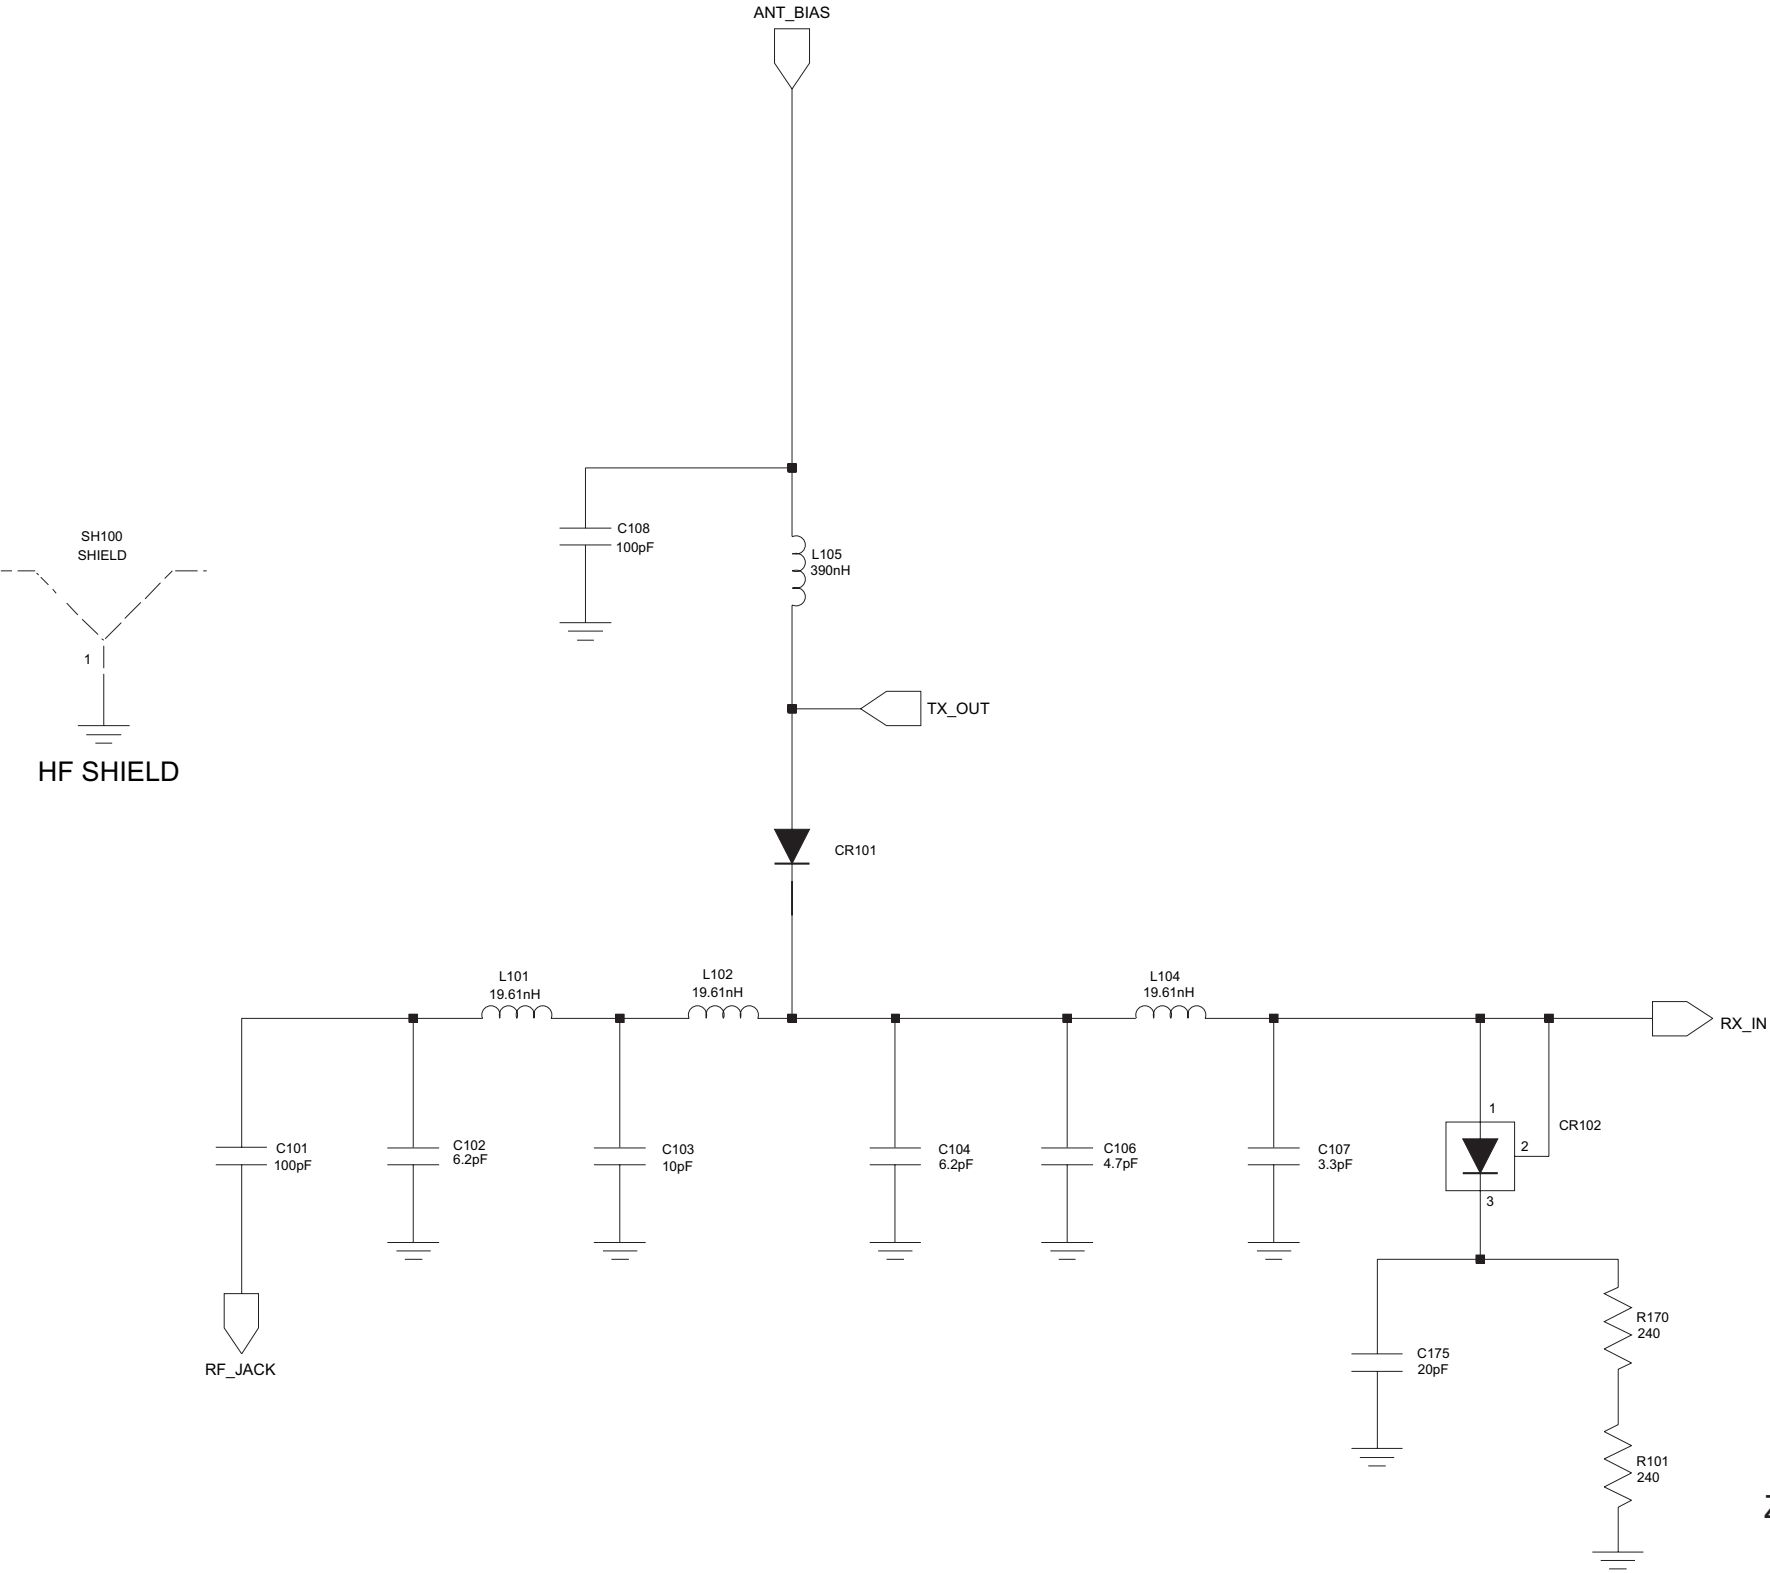 ANT_BIAS
C108
100pF
SH100
SHIELD
L105
390nH
1
TX_OUT
HF SHIELD
CR101
L101
19.61nH
L102
19.61nH
L104
19.61nH
RX_IN
C101
100pF
C102
6.2pF
C103
10pF
C104
6.2pF
C106
4.7pF
C107
3.3pF
1
CR102
2
3
RF_JACK
R170
240
C175
20pF
R101
240